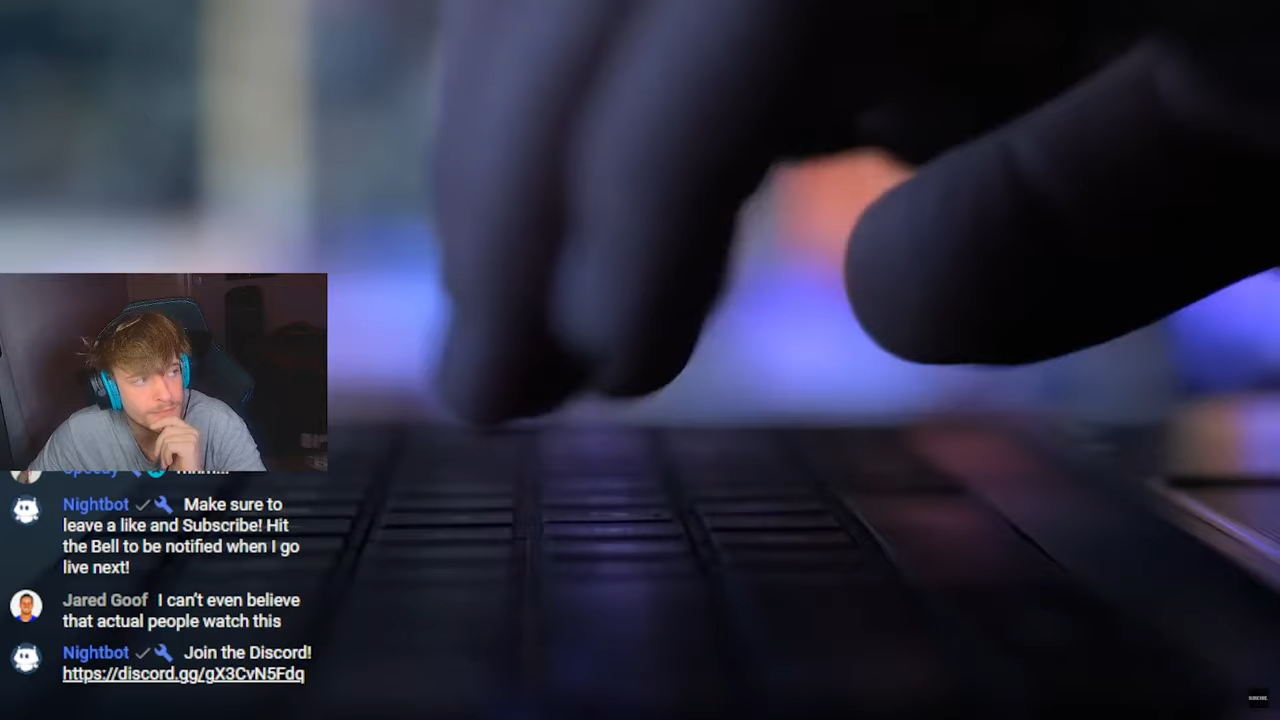 Nightbot Make sure to
leave a like and Subscribe! Hit
the Bell to be notified when I go
live next!
Jared Goof I can't even believe
that actual people watch this
Nightbot Join the Discord!
https://discord.gg/gX3CvN5Fdq
SUBSCRIBE